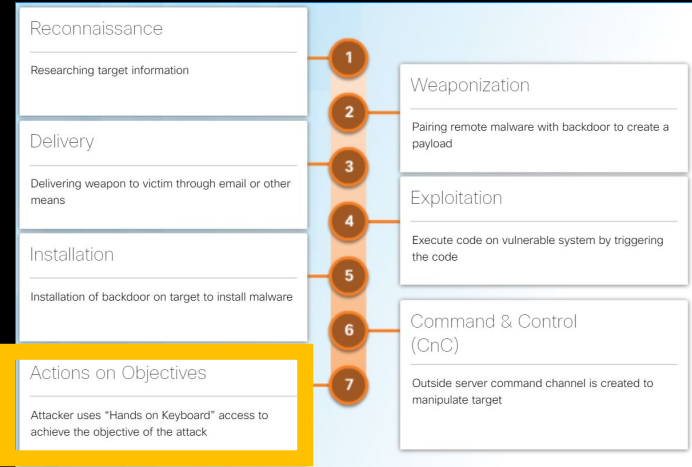 Reconnaissance
Researching target information
1
Weaponization
Pairing remote malware with backdoor to create a
payload
2
Delivery
Delivering weapon to victim through email or other
means
3
Exploitation
Execute code on vulnerable system by triggering
the code
4
Installation
Installation of backdoor on target to install malware
5
Command & Control
(CnC)
Outside server command channel is created to
manipulate target
6
Actions on Objectives
Attacker uses “Hands on Keyboard” access to
achieve the objective of the attack
7